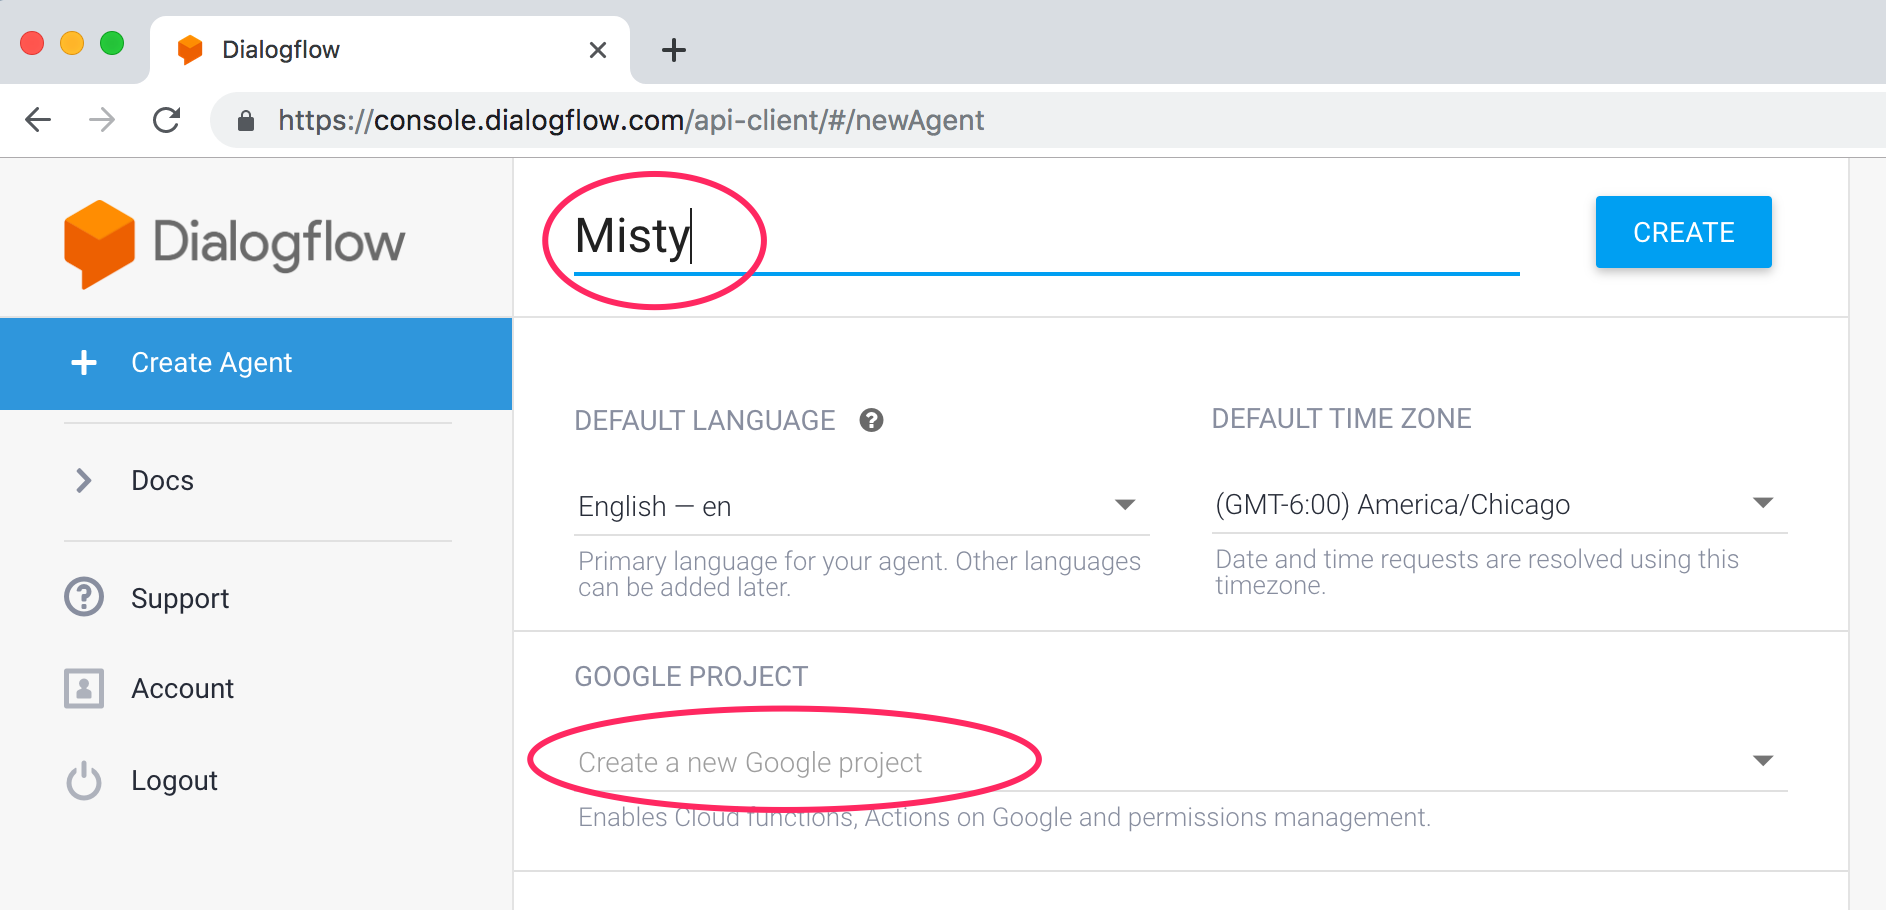 Dialogflow
https://console.dialogflow.com/api-client/#/newAgent
Dialogflow
Misty
CREATE
Create Agent
Docs
Support
Account
Logout
DEFAULT LANGUAGE ?
English — en
Primary language for your agent. Other languages
can be added later.
DEFAULT TIME ZONE
(GMT-6:00) America/Chicago
Date and time requests are resolved using this
timezone.
GOOGLE PROJECT
Create a new Google project
Enables Cloud functions, Actions on Google and permissions management.